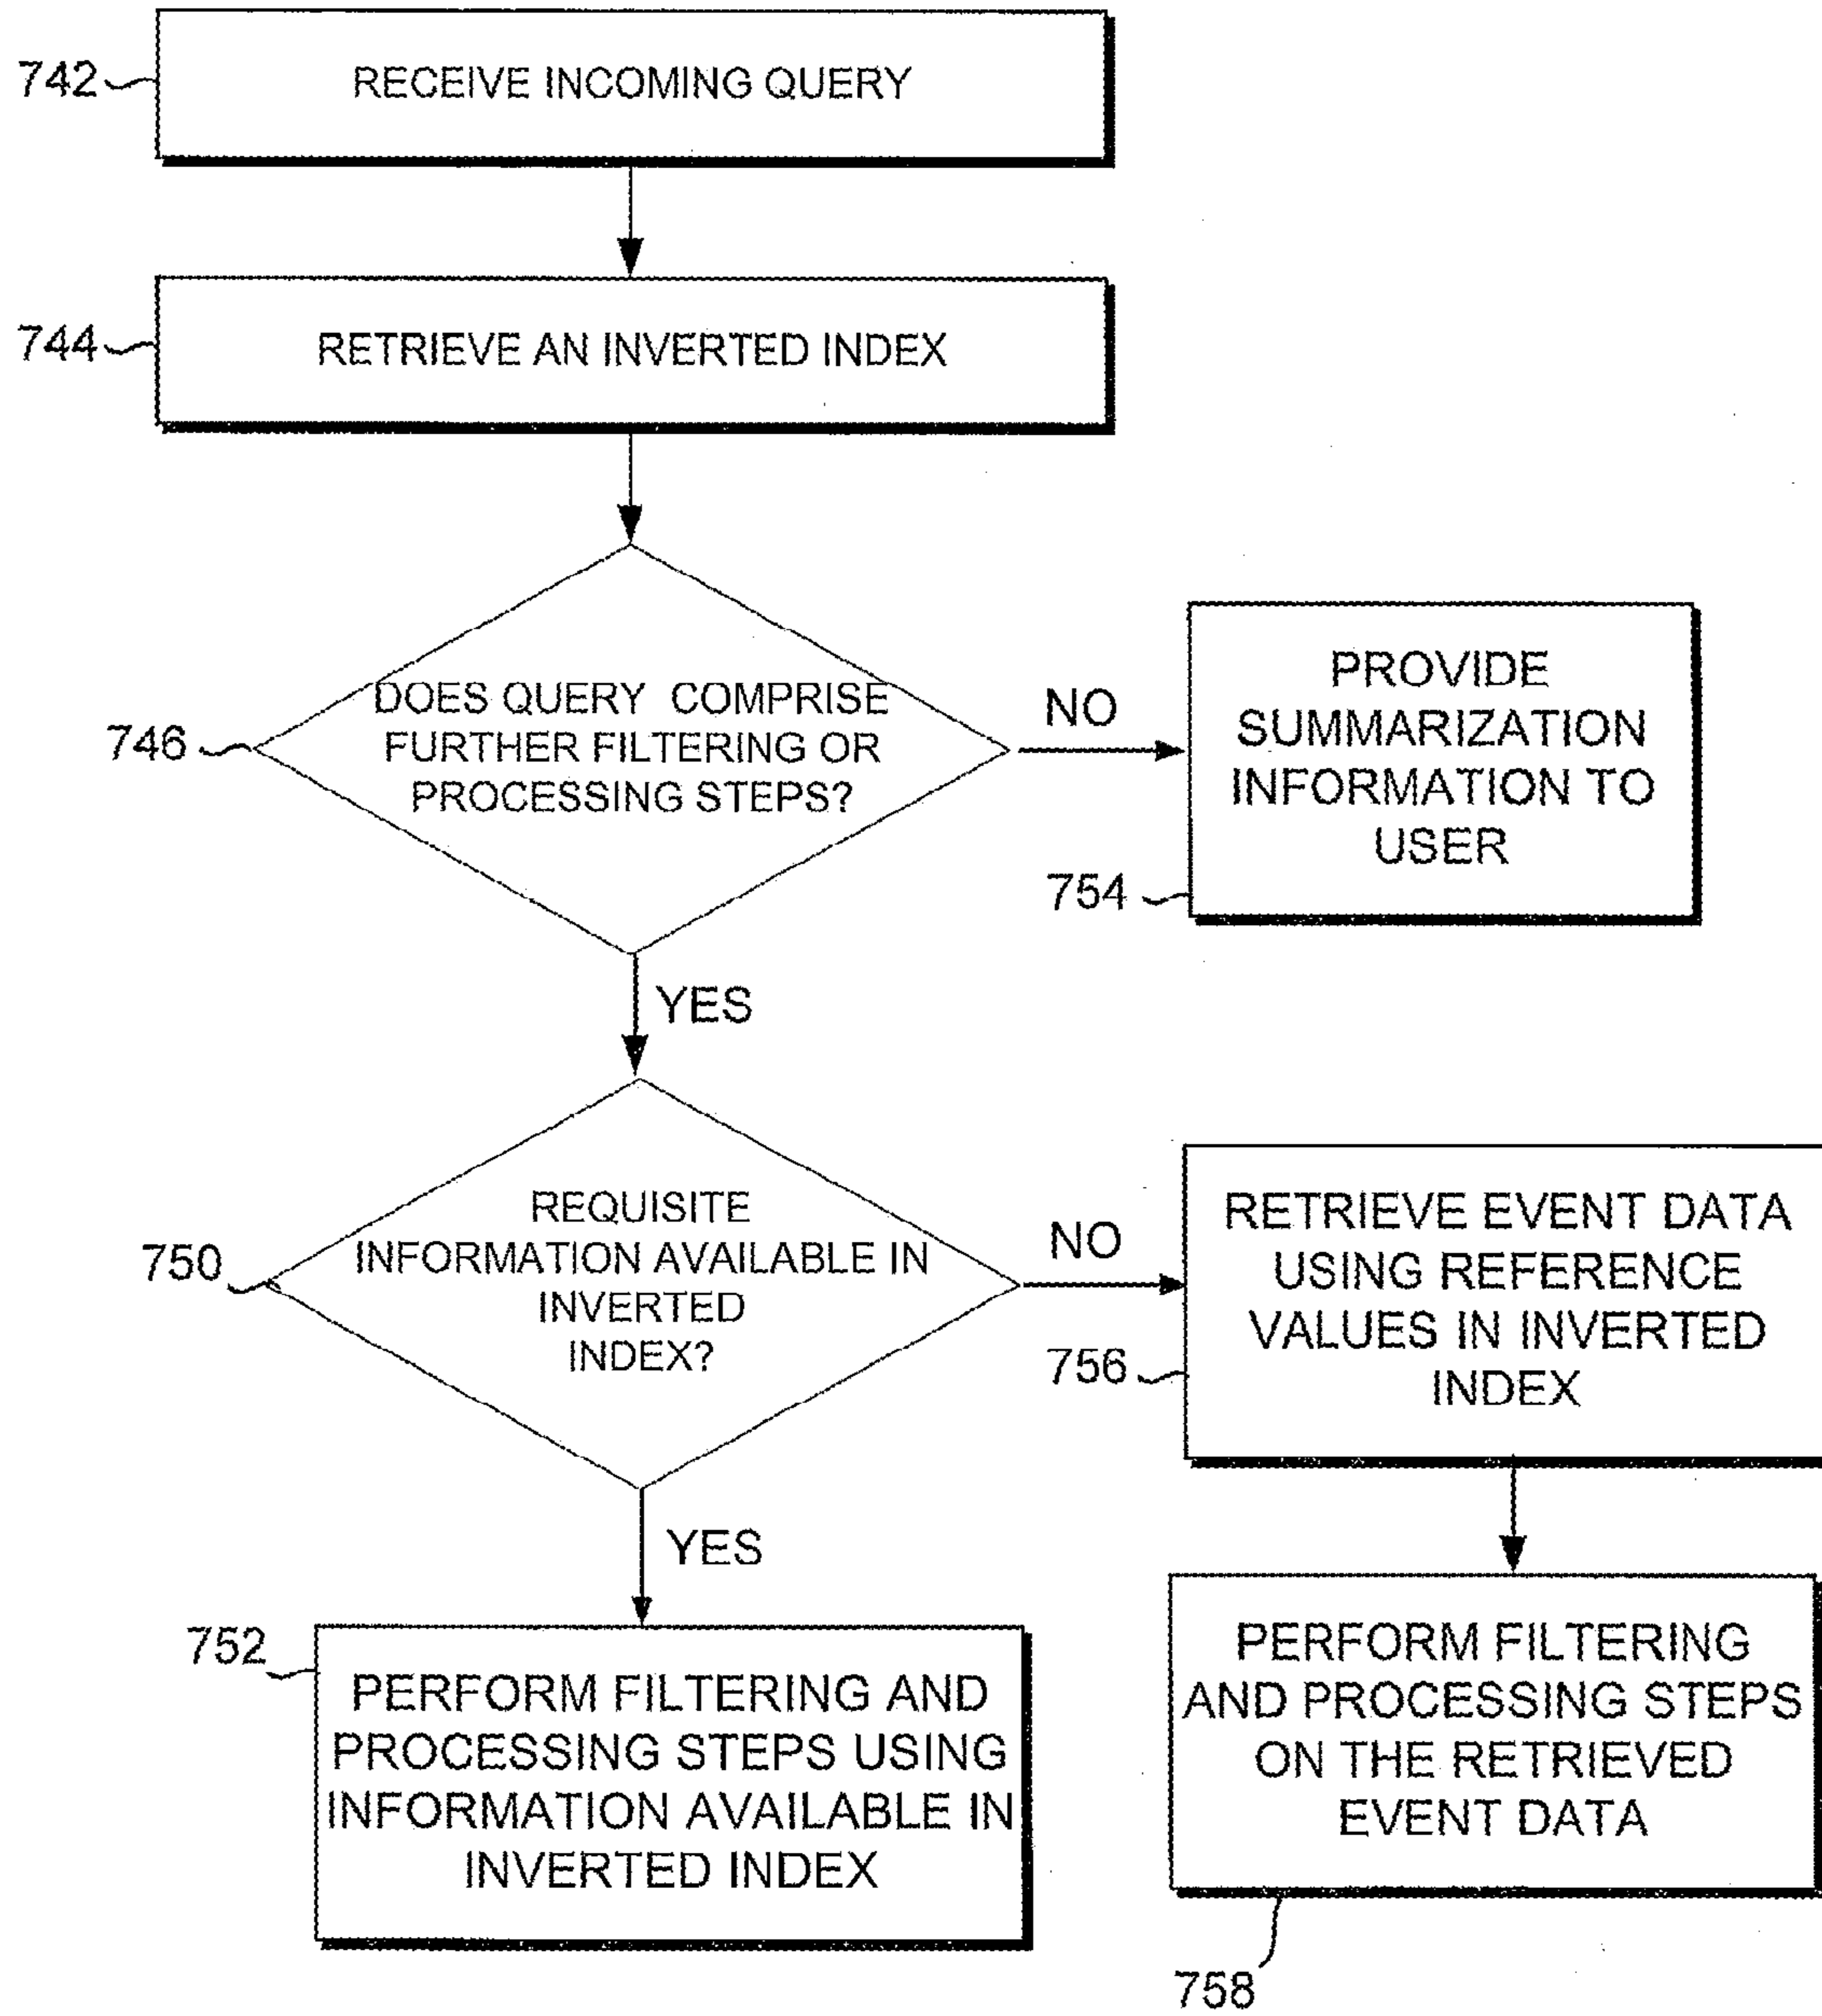 742
RECEIVE INCOMING QUERY
744
RETRIEVE AN INVERTED INDEX
746
DOES QUERY COMPRISE
FURTHER FILTERING OR
PROCESSING STEPS?
NO
PROVIDE
SUMMARIZATION
INFORMATION TO
USER
754
YES
750
REQUISITE
INFORMATION AVAILABLE IN
INVERTED
INDEX?
NO
RETRIEVE EVENT DATA
USING REFERENCE
VALUES IN INVERTED
INDEX
756
YES
752
PERFORM FILTERING AND
PROCESSING STEPS USING
INFORMATION AVAILABLE IN
INVERTED INDEX
PERFORM FILTERING
AND PROCESSING STEPS
ON THE RETRIEVED
EVENT DATA
758